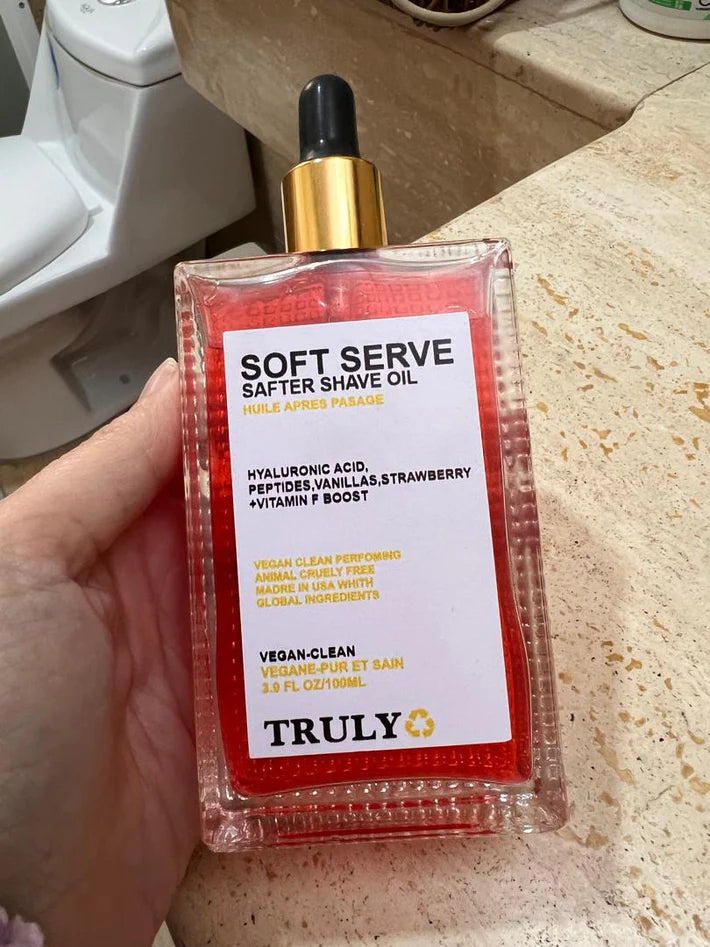 SOFT SERVE
SAFTER SHAVE OIL
HUILE APRES PASAGE
HYALURONIC ACID,
PEPTIDES,VANILLAS,STRAWBERRY
+VITAMIN F BOOST
VEGAN CLEAN PERFOMING
ANIMAL CRUELY FREE
MADRE IN USA WHITH
GLOBAL INGREDIENTS
VEGAN-CLEAN
VEGANE-PUR ET SAIN
3.9 FL OZ/100ML
TRULY